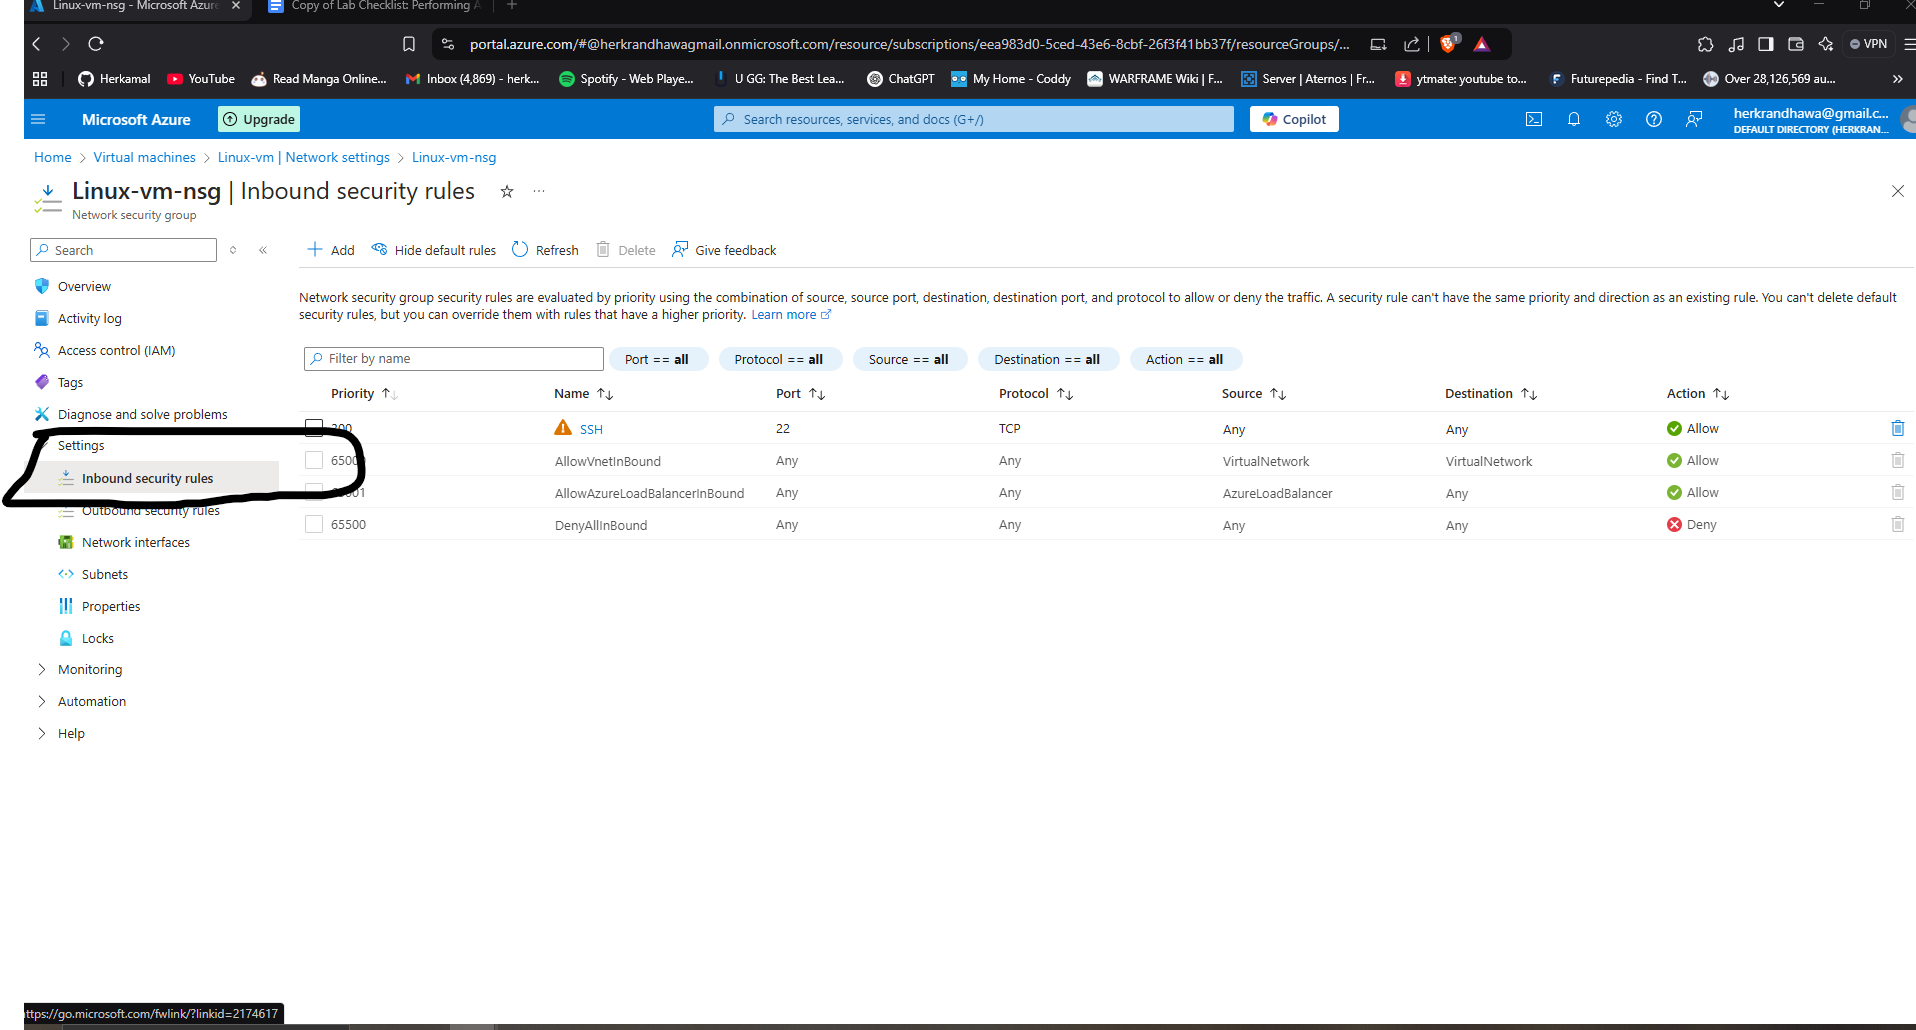 Linux-vm-nsg - Microsoft Azure
Copy of Lab Checklist: Performing A
portal.azure.com/#@herkrandhawagmail.onmicrosoft.com/resource/subscriptions/eea983d0-5ced-43e6-8cbf-26f3f41bb37f/resourceGroups/...
1
VPN
Herkamal
YouTube
Read Manga Online...
Inbox (4,869) - herk...
Spotify - Web Playe...
U GG: The Best Lea...
ChatGPT
My Home - Coddy
WARFRAME Wiki | F...
Server | Aternos | Fr...
ytmate: youtube to...
Futurepedia - Find T...
Over 28,126,569 au...
Microsoft Azure
Upgrade
Search resources, services, and docs (G+/)
Copilot
herkrandhawa@gmail.c...
DEFAULT DIRECTORY (HERKRAN...
Home > Virtual machines > Linux-vm | Network settings > Linux-vm-nsg
Linux-vm-nsg | Inbound security rules
Network security group
Search
Add
Hide default rules
Refresh
Delete
Give feedback
Overview
Activity log
Access control (IAM)
Tags
Diagnose and solve problems
Settings
Inbound security rules
Outbound security rules
Network interfaces
Subnets
Properties
Locks
Monitoring
Automation
Help
Network security group security rules are evaluated by priority using the combination of source, source port, destination, destination port, and protocol to allow or deny the traffic. A security rule can't have the same priority and direction as an existing rule. You can't delete default
security rules, but you can override them with rules that have a higher priority. Learn more
Filter by name
Port == all
Protocol == all
Source == all
Destination == all
Action == all
Priority Name Port Protocol Source Destination Action
300 SSH 22 TCP Any Any Allow
AllowVnetInBound Any Any VirtualNetwork VirtualNetwork Allow
AllowAzureLoadBalancerInBound Any Any AzureLoadBalancer Any Allow
65500 DenyAllInBound Any Any Any Any Deny
https://go.microsoft.com/fwlink/?linkid=2174617